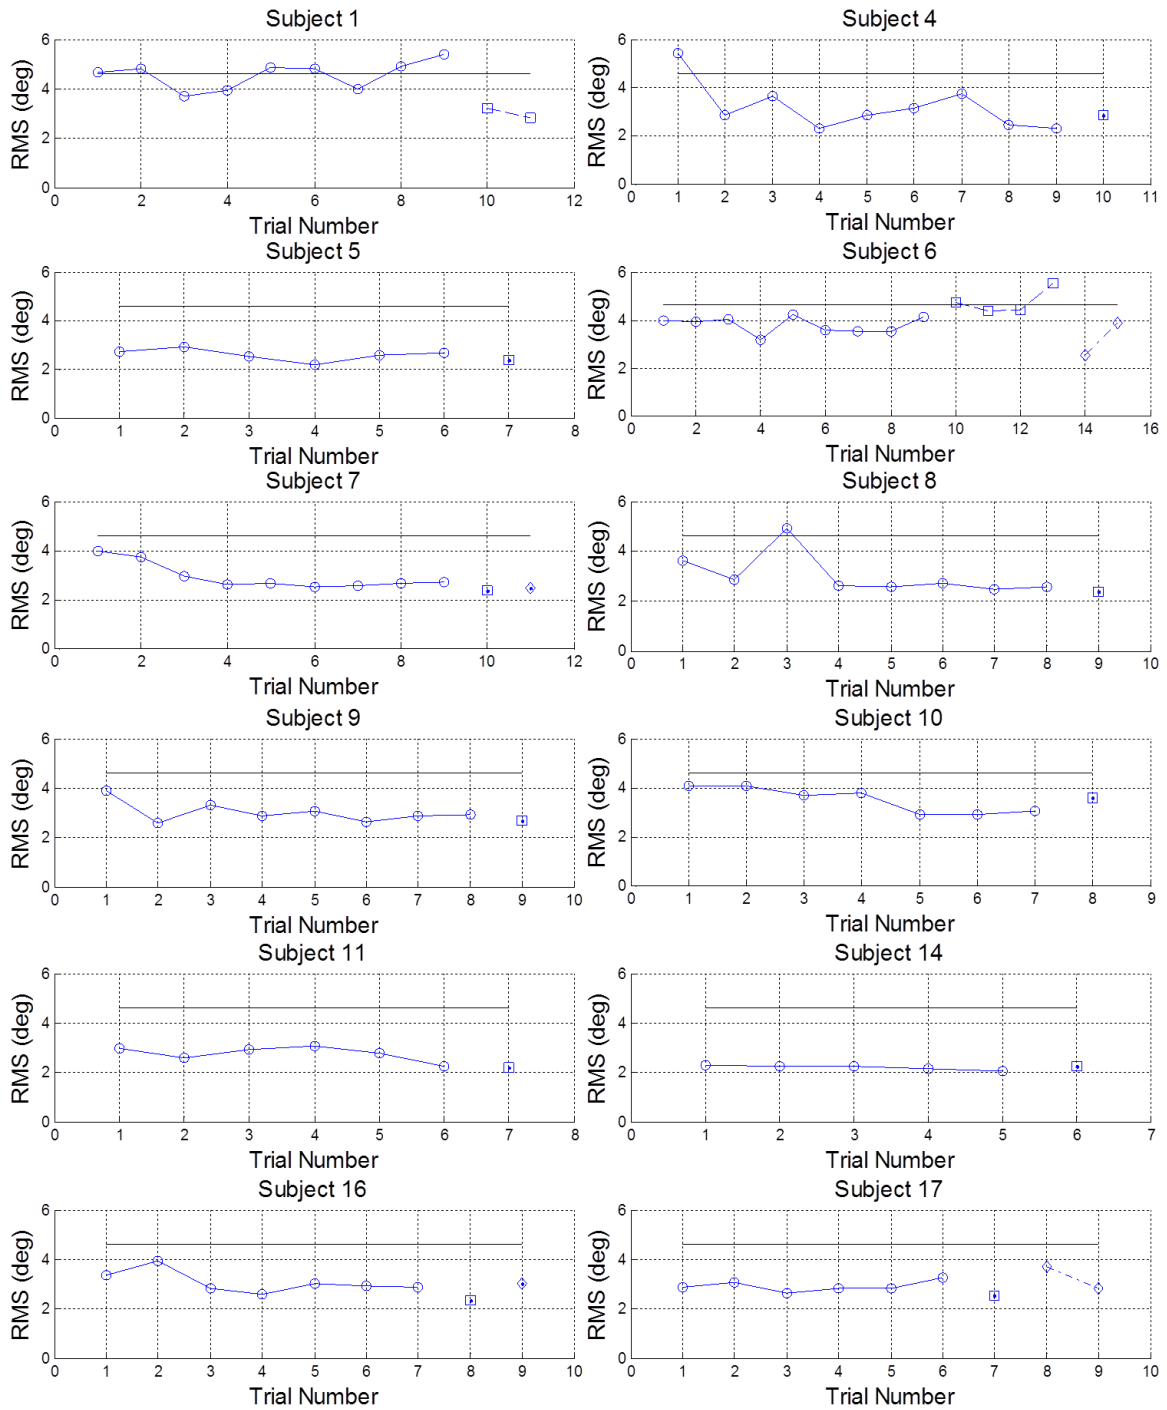 Subject 1
RMS (deg)
6
4
2
0
0 2 4 6 8 10 12
Trial Number
Subject 4
RMS (deg)
6
4
2
0
0 1 2 3 4 5 6 7 8 9 10 11
Trial Number
Subject 5
RMS (deg)
6
4
2
0
0 1 2 3 4 5 6 7 8
Trial Number
Subject 6
RMS (deg)
6
4
2
0
0 2 4 6 8 10 12 14 16
Trial Number
Subject 7
RMS (deg)
6
4
2
0
0 2 4 6 8 10 12
Trial Number
Subject 8
RMS (deg)
6
4
2
0
0 1 2 3 4 5 6 7 8 9 10
Trial Number
Subject 9
RMS (deg)
6
4
2
0
0 1 2 3 4 5 6 7 8 9 10
Trial Number
Subject 10
RMS (deg)
6
4
2
0
0 1 2 3 4 5 6 7 8 9
Trial Number
Subject 11
RMS (deg)
6
4
2
0
0 1 2 3 4 5 6 7 8
Trial Number
Subject 14
RMS (deg)
6
4
2
0
0 1 2 3 4 5 6 7
Trial Number
Subject 16
RMS (deg)
6
4
2
0
0 1 2 3 4 5 6 7 8 9 10
Trial Number
Subject 17
RMS (deg)
6
4
2
0
0 1 2 3 4 5 6 7 8 9 10
Trial Number